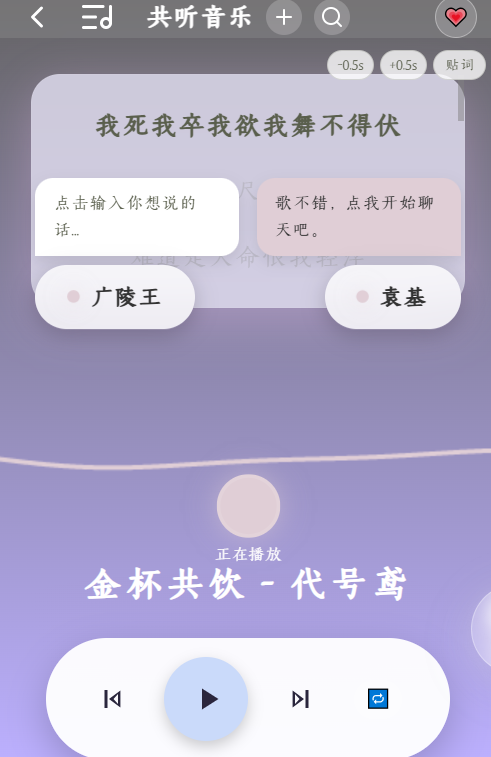 共听音乐
-0.5s
+0.5s
贴词
我死我卒我欲我舞不得伏
尺
点击输入你想说的
话…
歌不错，点我开始聊
天吧。
广陵王
袁基
正在播放
金杯共饮 - 代号鸢